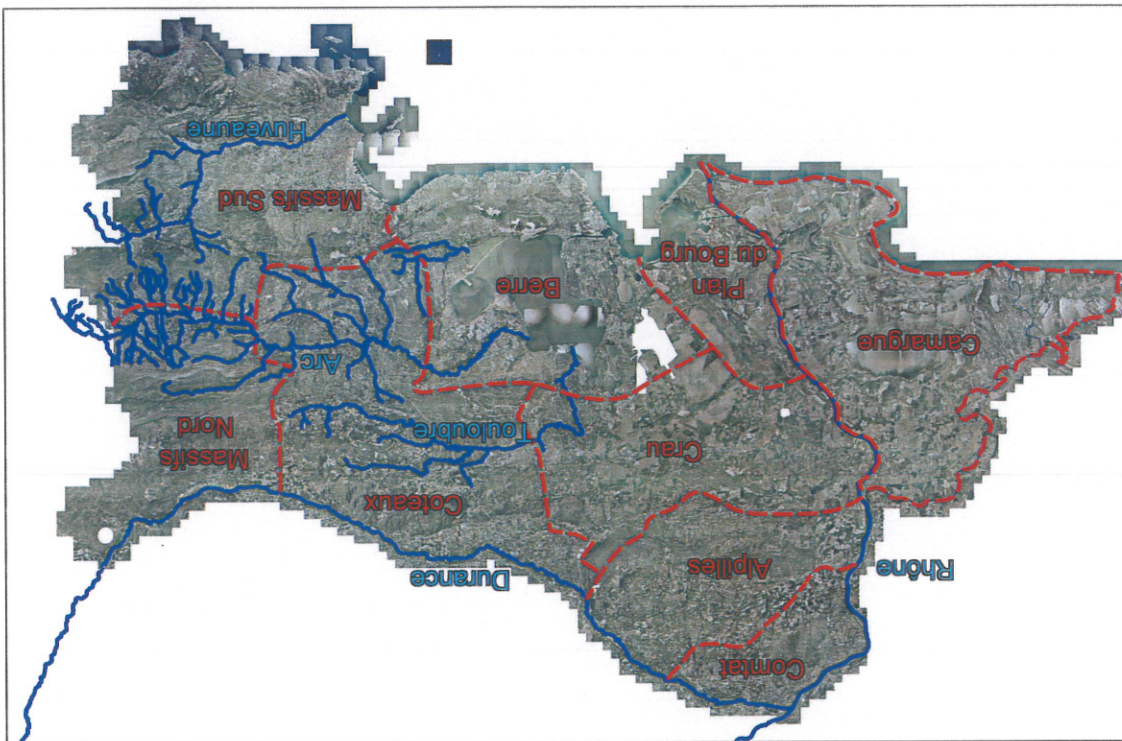 Comtat
Rhône
Alpilles
Durance
Coteaux
Massifs
Nord
Crau
Touloubre
Arc
Camargue
Plan
du Bourg
Berre
Massifs Sud
Huveaune